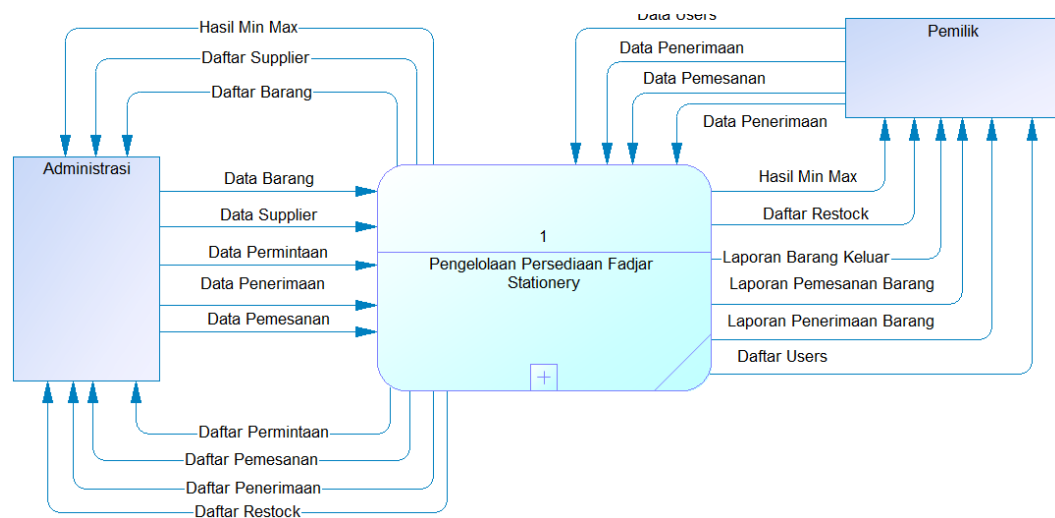 Hasil Min Max
Daftar Supplier
Daftar Barang
Administrasi
Data Barang
Data Supplier
Data Permintaan
Data Penerimaan
Data Pemesanan
Daftar Permintaan
Daftar Pemesanan
Daftar Penerimaan
Daftar Restock
1
Pengelolaan Persediaan Fadjar
Stationery
Data Users
Data Penerimaan
Data Pemesanan
Data Penerimaan
Pemilik
Hasil Min Max
Daftar Restock
Laporan Barang Keluar
Laporan Pemesanan Barang
Laporan Penerimaan Barang
Daftar Users